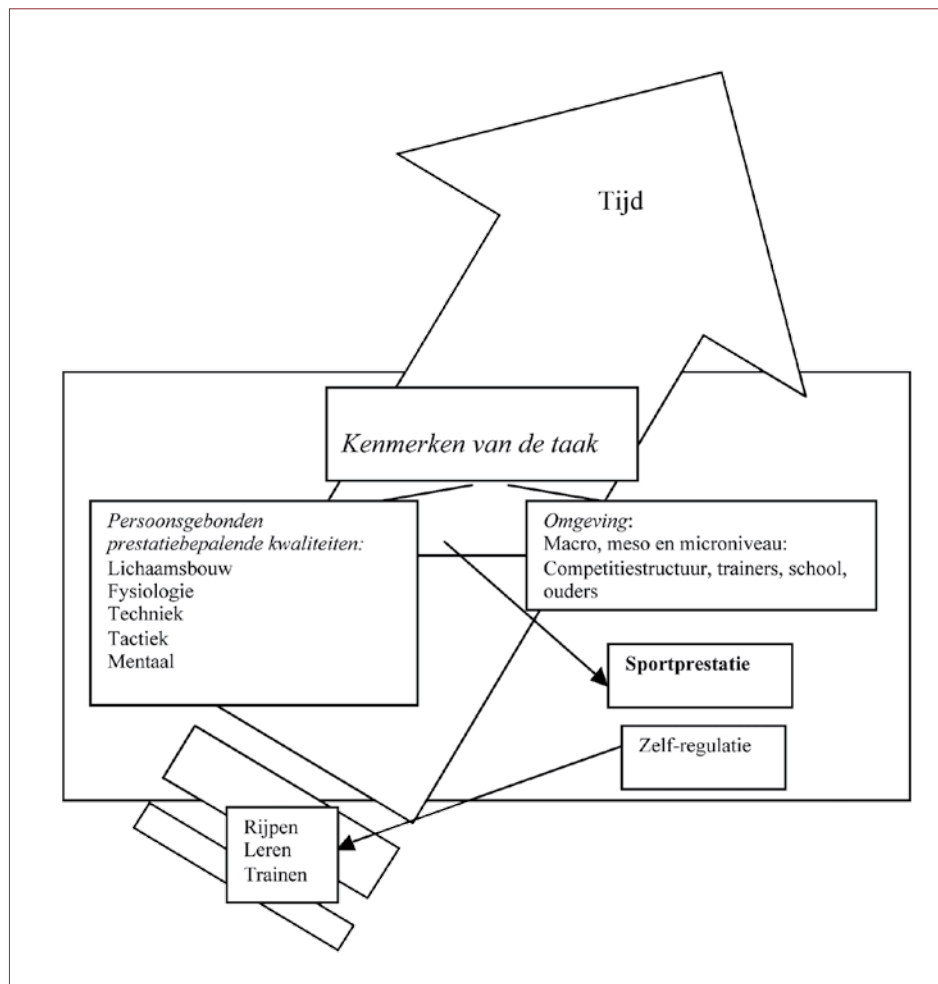 Tijd
Kenmerken van de taak
Persoonsgebonden
prestatiebepalende kwaliteiten:
Lichaamsbouw
Fysiologie
Techniek
Tactiek
Mentaal
Omgeving:
Macro, meso en microniveau:
Competitiestructuur, trainers, school,
ouders
Sportprestatie
Zelf-regulatie
Rijpen
Leren
Trainen